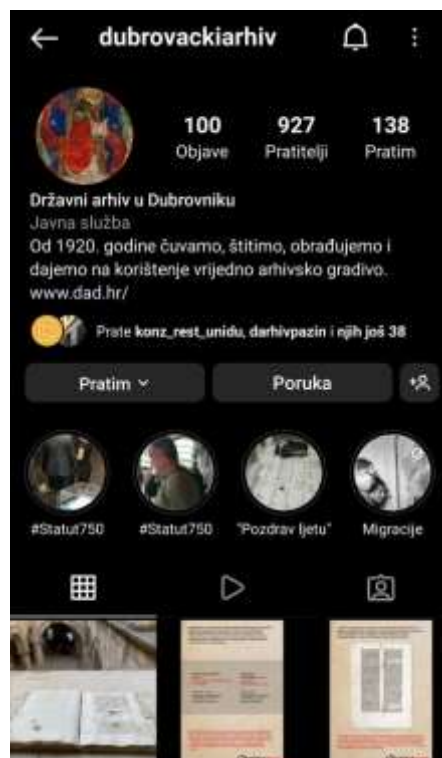 dubrovackiarhiv
100 927 138
Objave Pratitelji Pratim
Državni arhiv u Dubrovniku
Javna služba
Od 1920. godine čuvamo, štitimo, obrađujemo i
dajemo na korištenje vrijedno arhivsko gradivo.
www.dad.hr/
Prate konz_rest_unidu, darhivpazin i njih još 38
Pratim Poruka
#Statut750 #Statut750 "Pozdrav ljetu" Migracije